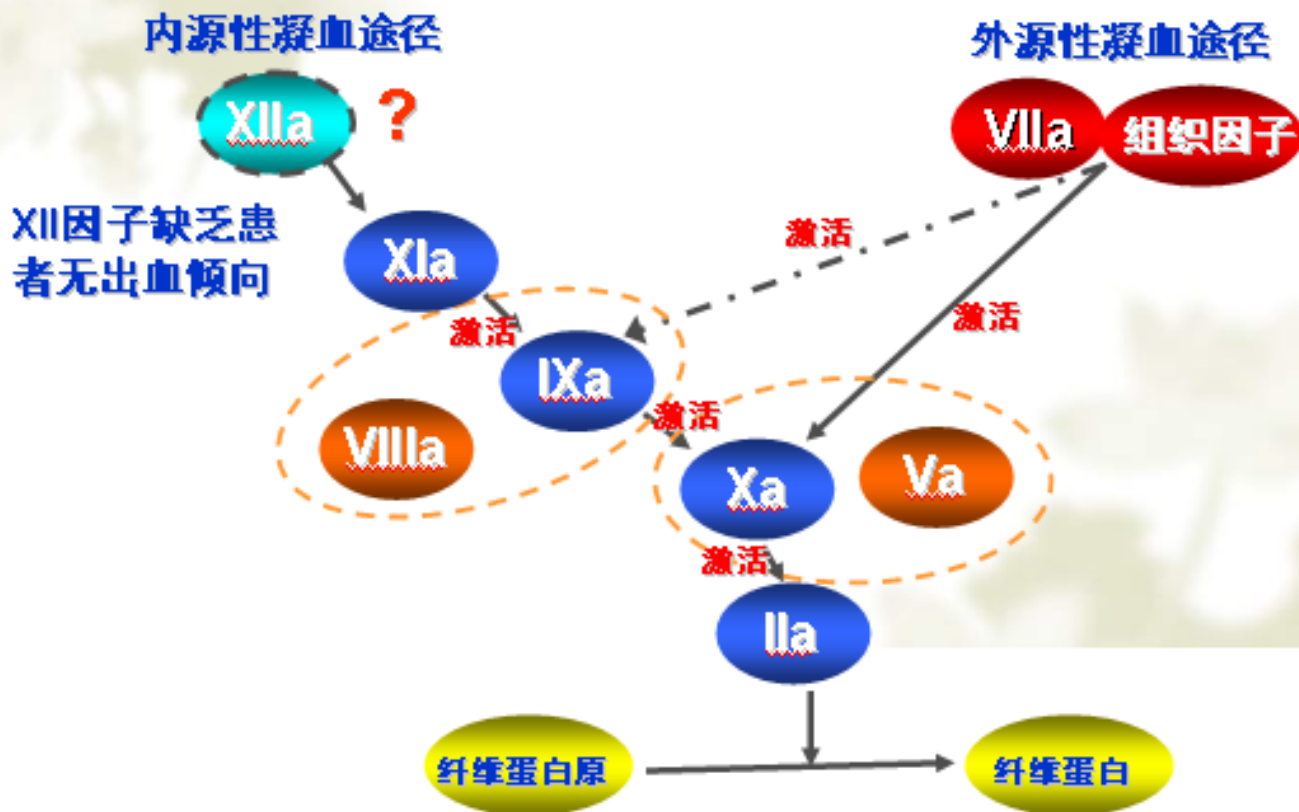 内源性凝血途径
外源性凝血途径
XIIa
?
VIIa
组织因子
XII因子缺乏患
者无出血倾向
XIa
激活
激活
激活
IXa
激活
VIIIa
Xa
Va
激活
IIa
纤维蛋白原
纤维蛋白